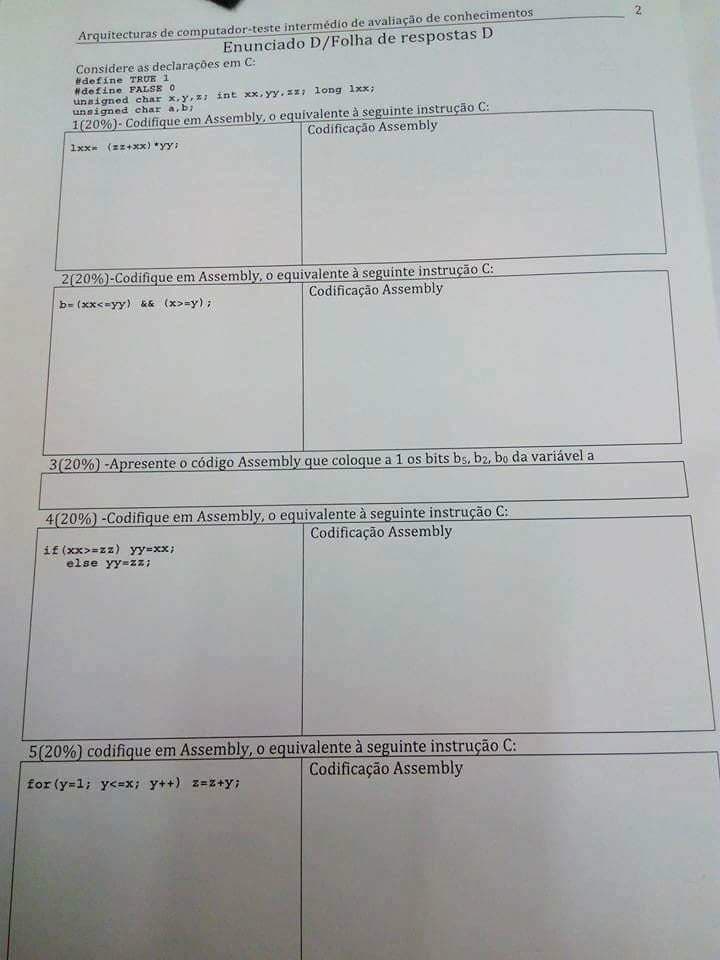 Arquitecturas de computador-teste intermédio de avaliação de conhecimentos 2
Enunciado D/Folha de respostas D
Considere as declarações em C:
#define TRUE 1
#define FALSE 0
unsigned char x,y,z; int xx,yy,zz; long lxx;
unsigned char a,b;
1(20%)- Codifique em Assembly, o equivalente à seguinte instrução C:
Codificação Assembly
lxx= (zz+xx)*yy;
2(20%)-Codifique em Assembly, o equivalente à seguinte instrução C:
Codificação Assembly
b=(xx<=yy) && (x>=y);
3(20%) -Apresente o código Assembly que coloque a 1 os bits b5, b2, b0 da variável a
4(20%) -Codifique em Assembly, o equivalente à seguinte instrução C:
Codificação Assembly
if(xx>=zz) yy=xx;
else yy=zz;
5(20%) codifique em Assembly, o equivalente à seguinte instrução C:
Codificação Assembly
for(y=1; y<=x; y++) z=z+y;